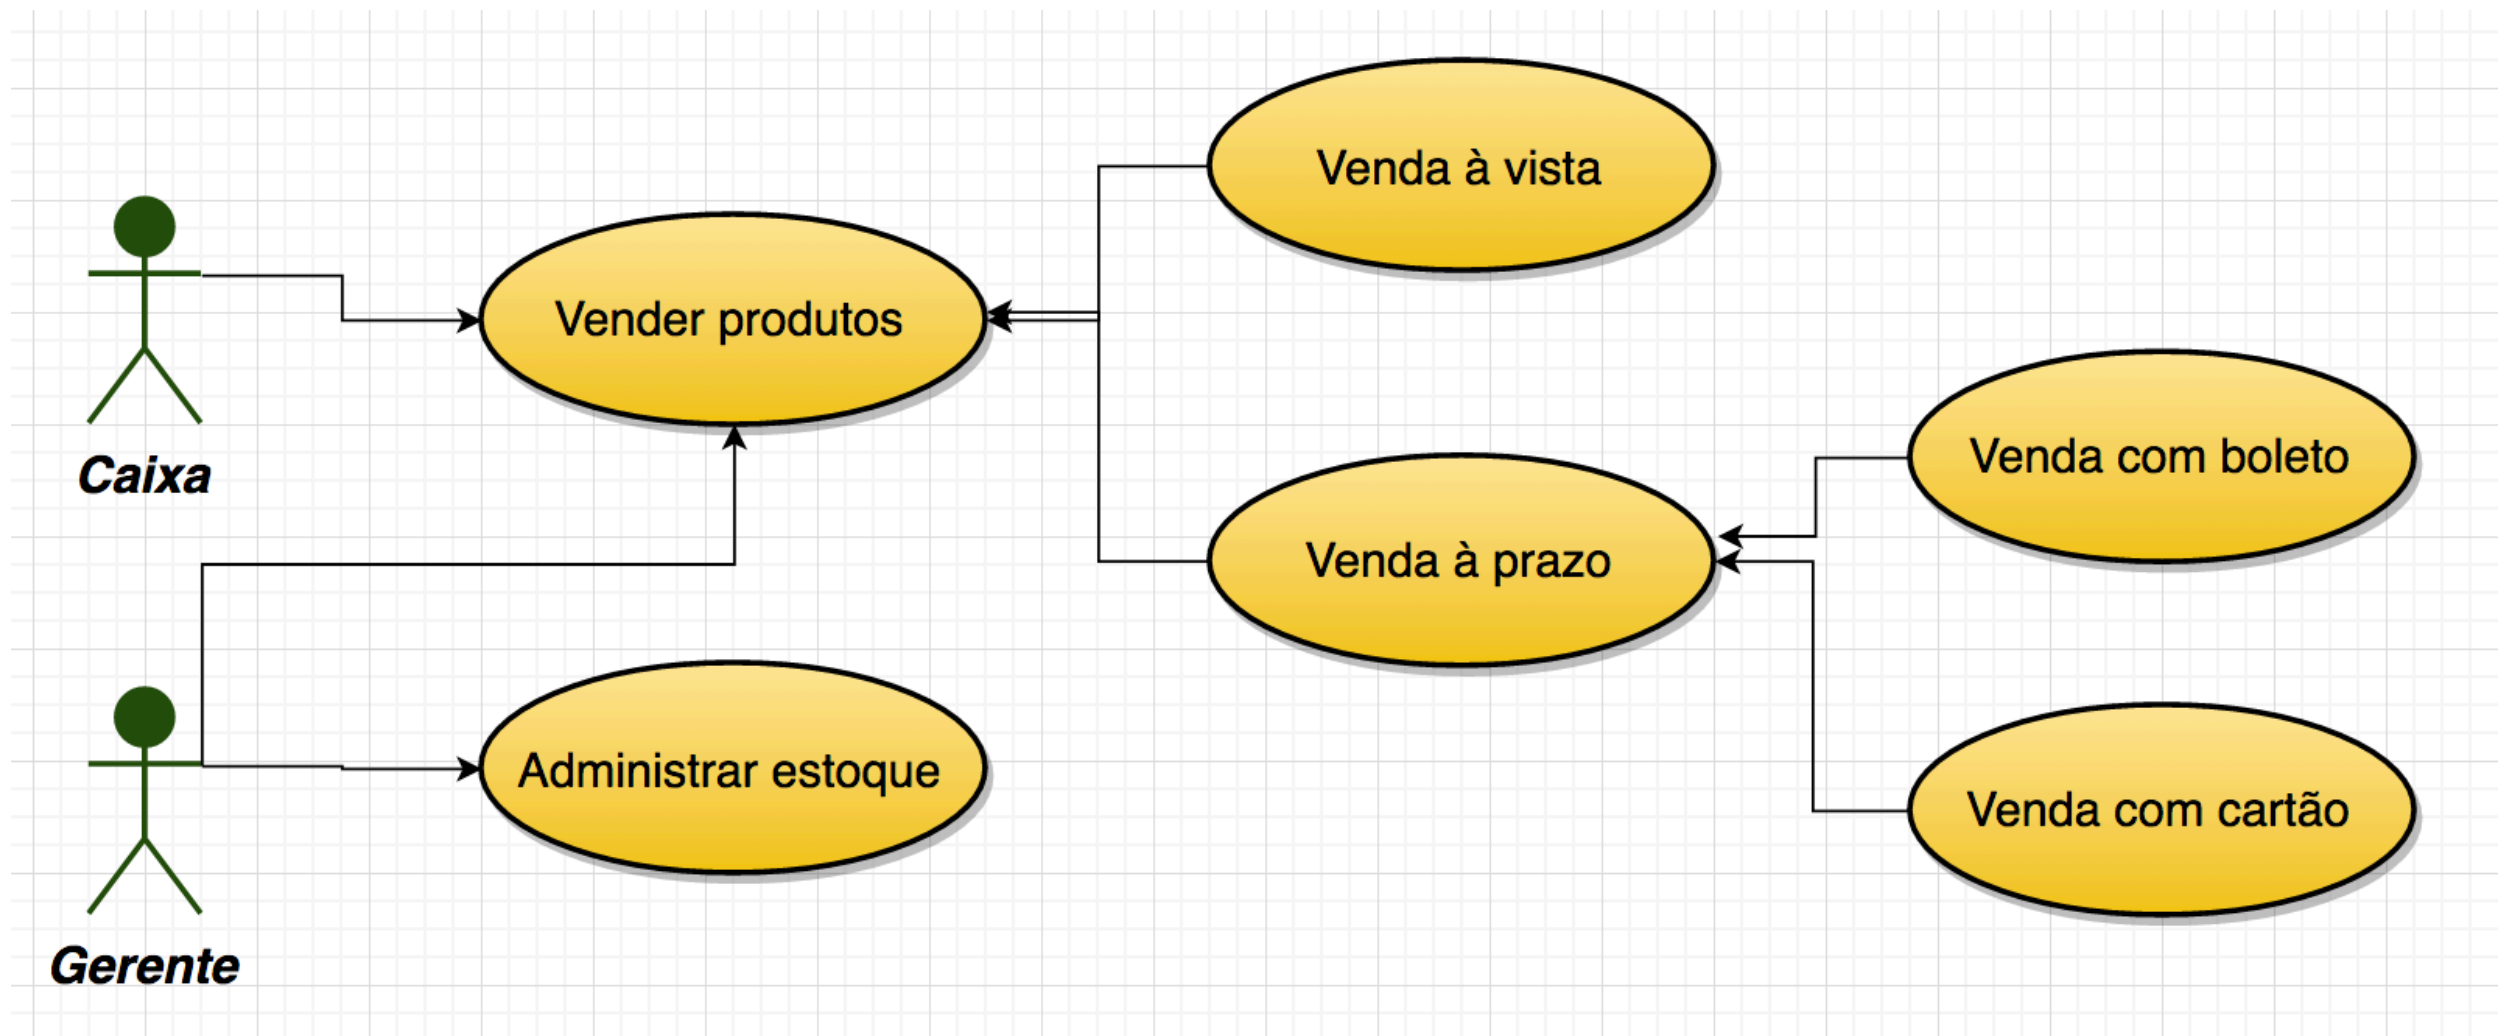 Venda à vista
Vender produtos
Caixa
Venda com boleto
Venda à prazo
Administrar estoque
Venda com cartão
Gerente